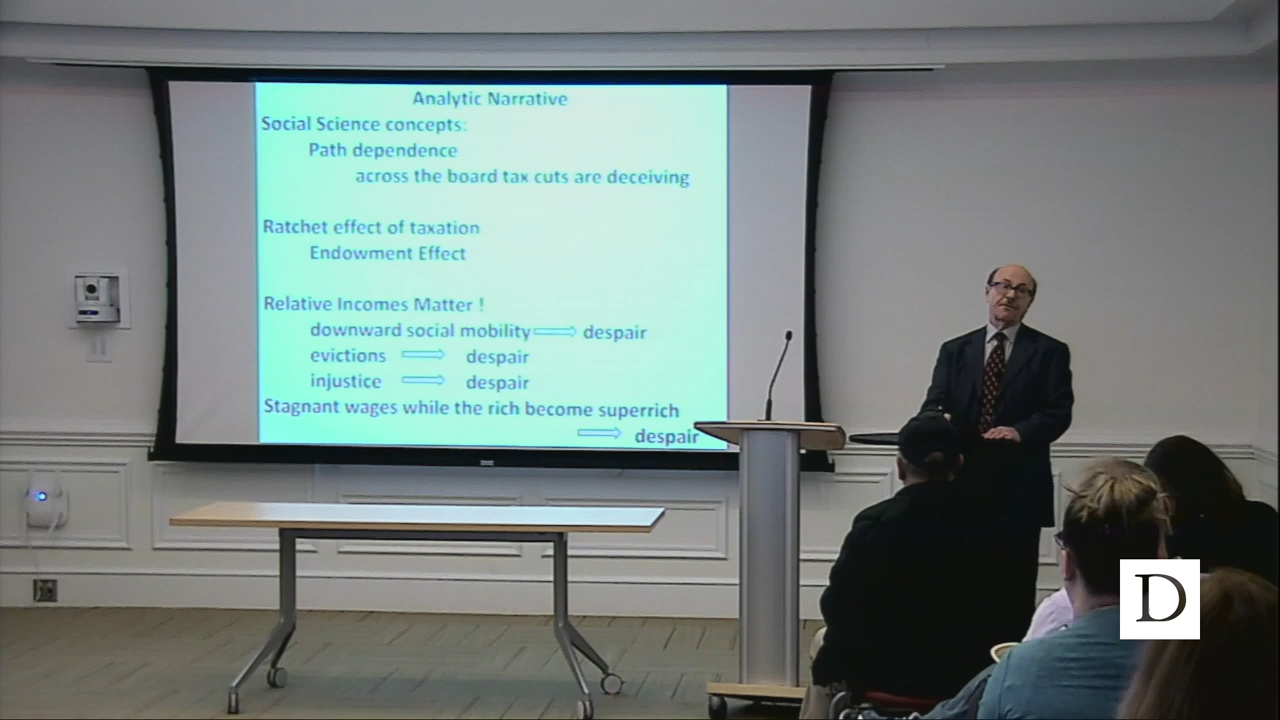 Analytic Narrative
Social Science concepts:
Path dependence
across the board tax cuts are deceiving
Ratchet effect of taxation
Endowment Effect
Relative Incomes Matter !
downward social mobility ⇨ despair
evictions ⇨ despair
injustice ⇨ despair
Stagnant wages while the rich become superrich
⇨ despair
D